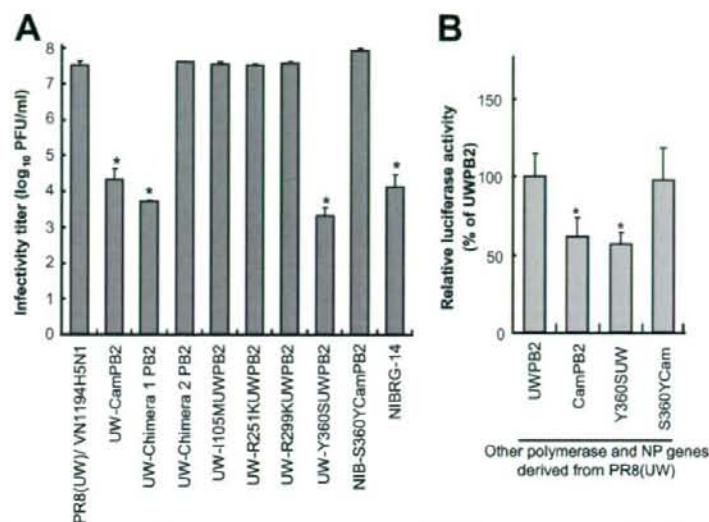 A
Infectivity titer (log10 PFU/ml)
8
7
6
5
4
3
2
1
0
*
*
*
*
PR8(UW)/ VN1194H5N1
UW-CamPB2
UW-Chimera 1 PB2
UW-Chimera 2 PB2
UW-I105MUWPB2
UW-R251KUWPB2
UW-R299KUWPB2
UW-Y360SUWPB2
NIB-S360YCamPB2
NIBRG-14
B
Relative luciferase activity
(% of UWPB2)
150
100
50
0
*
*
UWPB2
CamPB2
Y360SUW
S360YCam
Other polymerase and NP genes
derived from PR8(UW)